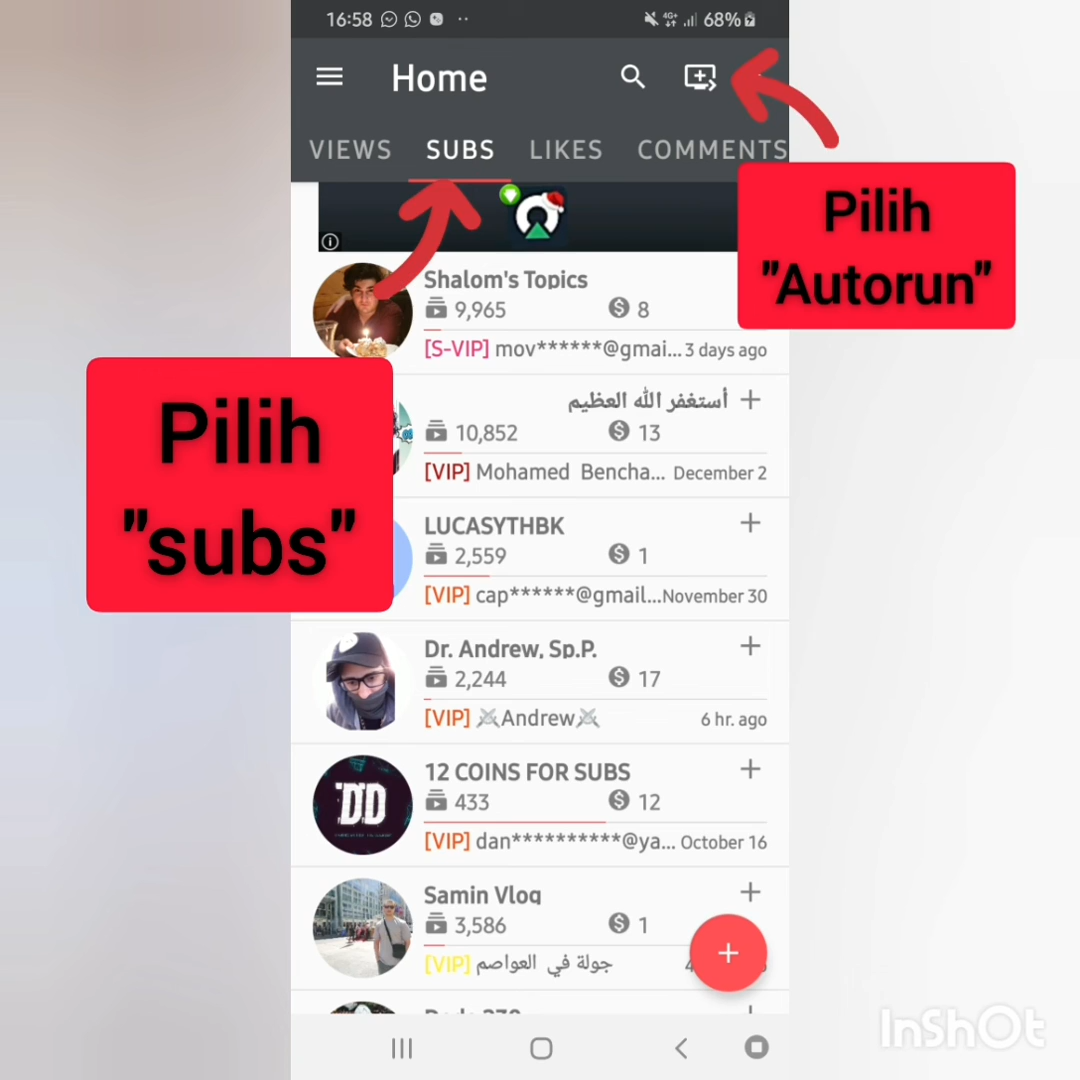 16:58
4G+
68%
Home
VIEWS SUBS LIKES COMMENTS
Pilih
"Autorun"
Pilih
"subs"
Shalom's Topics
9,965 8
[S-VIP] mov******@gmai... 3 days ago
أستغفر الله العظيم
10,852 13
[VIP] Mohamed Bencha... December 2
LUCASYTHBK
2,559 1
[VIP] cap******@gmail... November 30
Dr. Andrew, Sp.P.
2,244 17
[VIP] ⚔Andrew⚔ 6 hr. ago
12 COINS FOR SUBS
433 12
[VIP] dan**********@ya... October 16
DD
Samin Vlog
3,586 1
[VIP] جولة في العواصم
InShOt